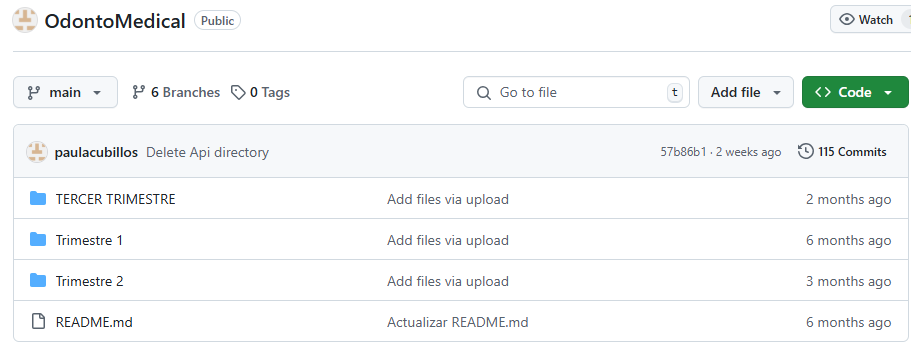 OdontoMedical Public Watch
main 6 Branches 0 Tags Go to file t Add file Code
paulacubillos Delete Api directory 57b86b1 · 2 weeks ago 115 Commits
TERCER TRIMESTRE Add files via upload 2 months ago
Trimestre 1 Add files via upload 6 months ago
Trimestre 2 Add files via upload 3 months ago
README.md Actualizar README.md 6 months ago